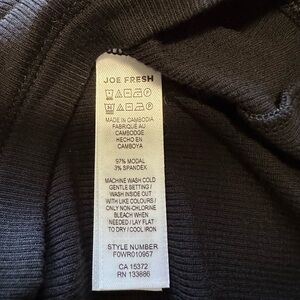 JOE FRESH
MADE IN CAMBODIA
FABRIQUÉ AU
CAMBODGE
HECHO EN
CAMBOYA
97% MODAL
3% SPANDEX
MACHINE WASH COLD
GENTLE SETTING /
WASH INSIDE OUT
WITH LIKE COLOURS /
ONLY NON-CHLORINE
BLEACH WHEN
NEEDED / LAY FLAT
TO DRY / COOL IRON
STYLE NUMBER
F0WR010957
CA 15372
RN 133686